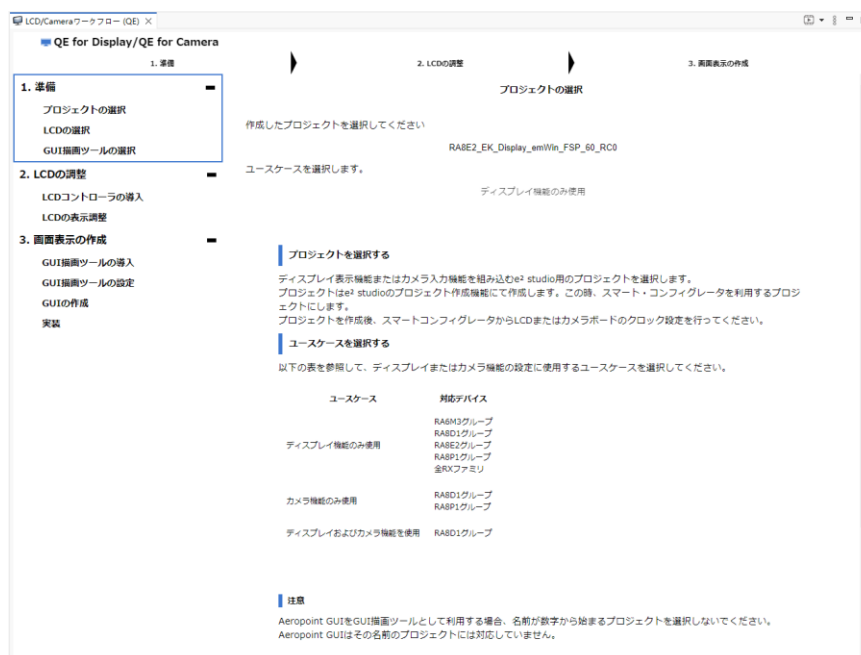 LCD/Cameraワークフロー (QE)
QE for Display/QE for Camera
1. 準備
2. LCDの調整
3. 画面表示の作成
1. 準備
プロジェクトの選択
LCDの選択
GUI描画ツールの選択
2. LCDの調整
LCDコントローラの導入
LCDの表示調整
3. 画面表示の作成
GUI描画ツールの導入
GUI描画ツールの設定
GUIの作成
実装
プロジェクトの選択
作成したプロジェクトを選択してください
RA8E2_EK_Display_emWin_FSP_60_RC0
ユースケースを選択します。
ディスプレイ機能のみ使用
プロジェクトを選択する
ディスプレイ表示機能またはカメラ入力機能を組み込むe² studio用のプロジェクトを選択します。
プロジェクトはe² studioのプロジェクト作成機能にて作成します。この時、スマート・コンフィグレータを利用するプロジ
ェクトにします。
プロジェクトを作成後、スマートコンフィグレータからLCDまたはカメラボードのクロック設定を行ってください。
ユースケースを選択する
以下の表を参照して、ディスプレイまたはカメラ機能の設定に使用するユースケースを選択してください。
ユースケース 対応デバイス
RA6M3グループ
RA8D1グループ
ディスプレイ機能のみ使用 RA8E2グループ
RA8P1グループ
全RXファミリ
カメラ機能のみ使用 RA8D1グループ
RA8P1グループ
ディスプレイおよびカメラ機能を使用 RA8D1グループ
注意
Aeropoint GUIをGUI描画ツールとして利用する場合、名前が数字から始まるプロジェクトを選択しないでください。
Aeropoint GUIはその名前のプロジェクトには対応していません。